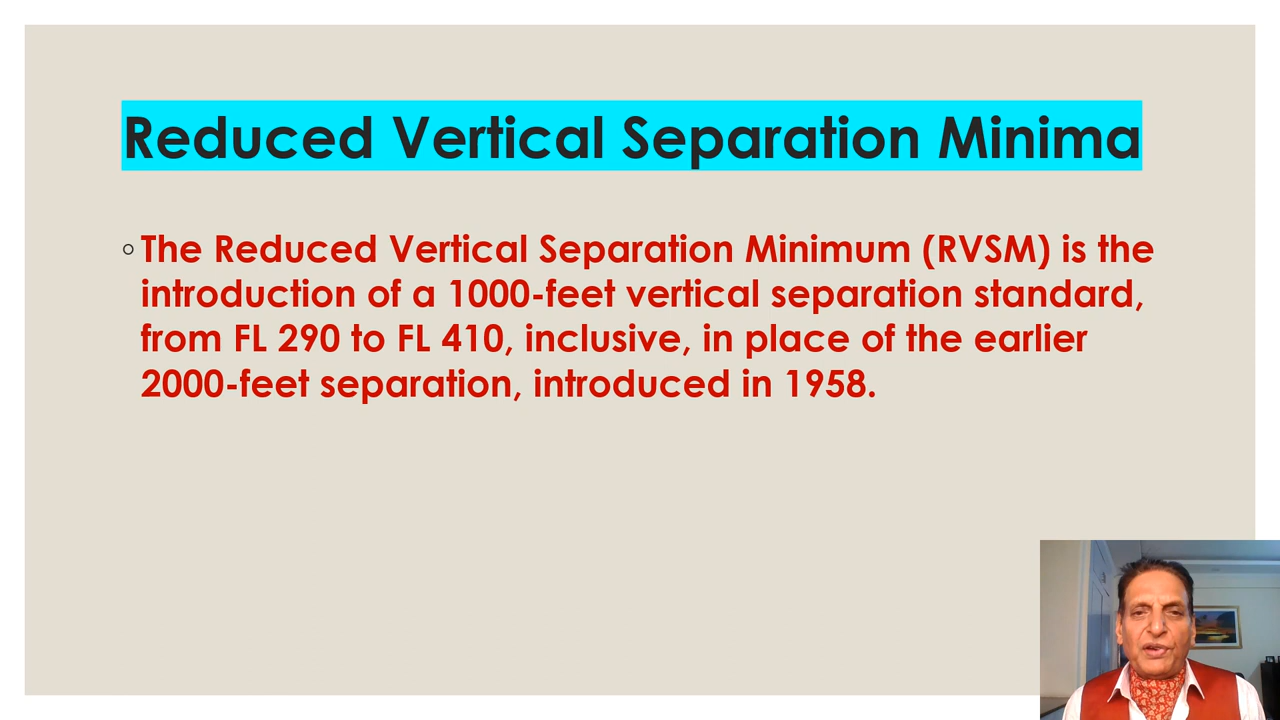 Reduced Vertical Separation Minima
The Reduced Vertical Separation Minimum (RVSM) is the
introduction of a 1000-feet vertical separation standard,
from FL 290 to FL 410, inclusive, in place of the earlier
2000-feet separation, introduced in 1958.